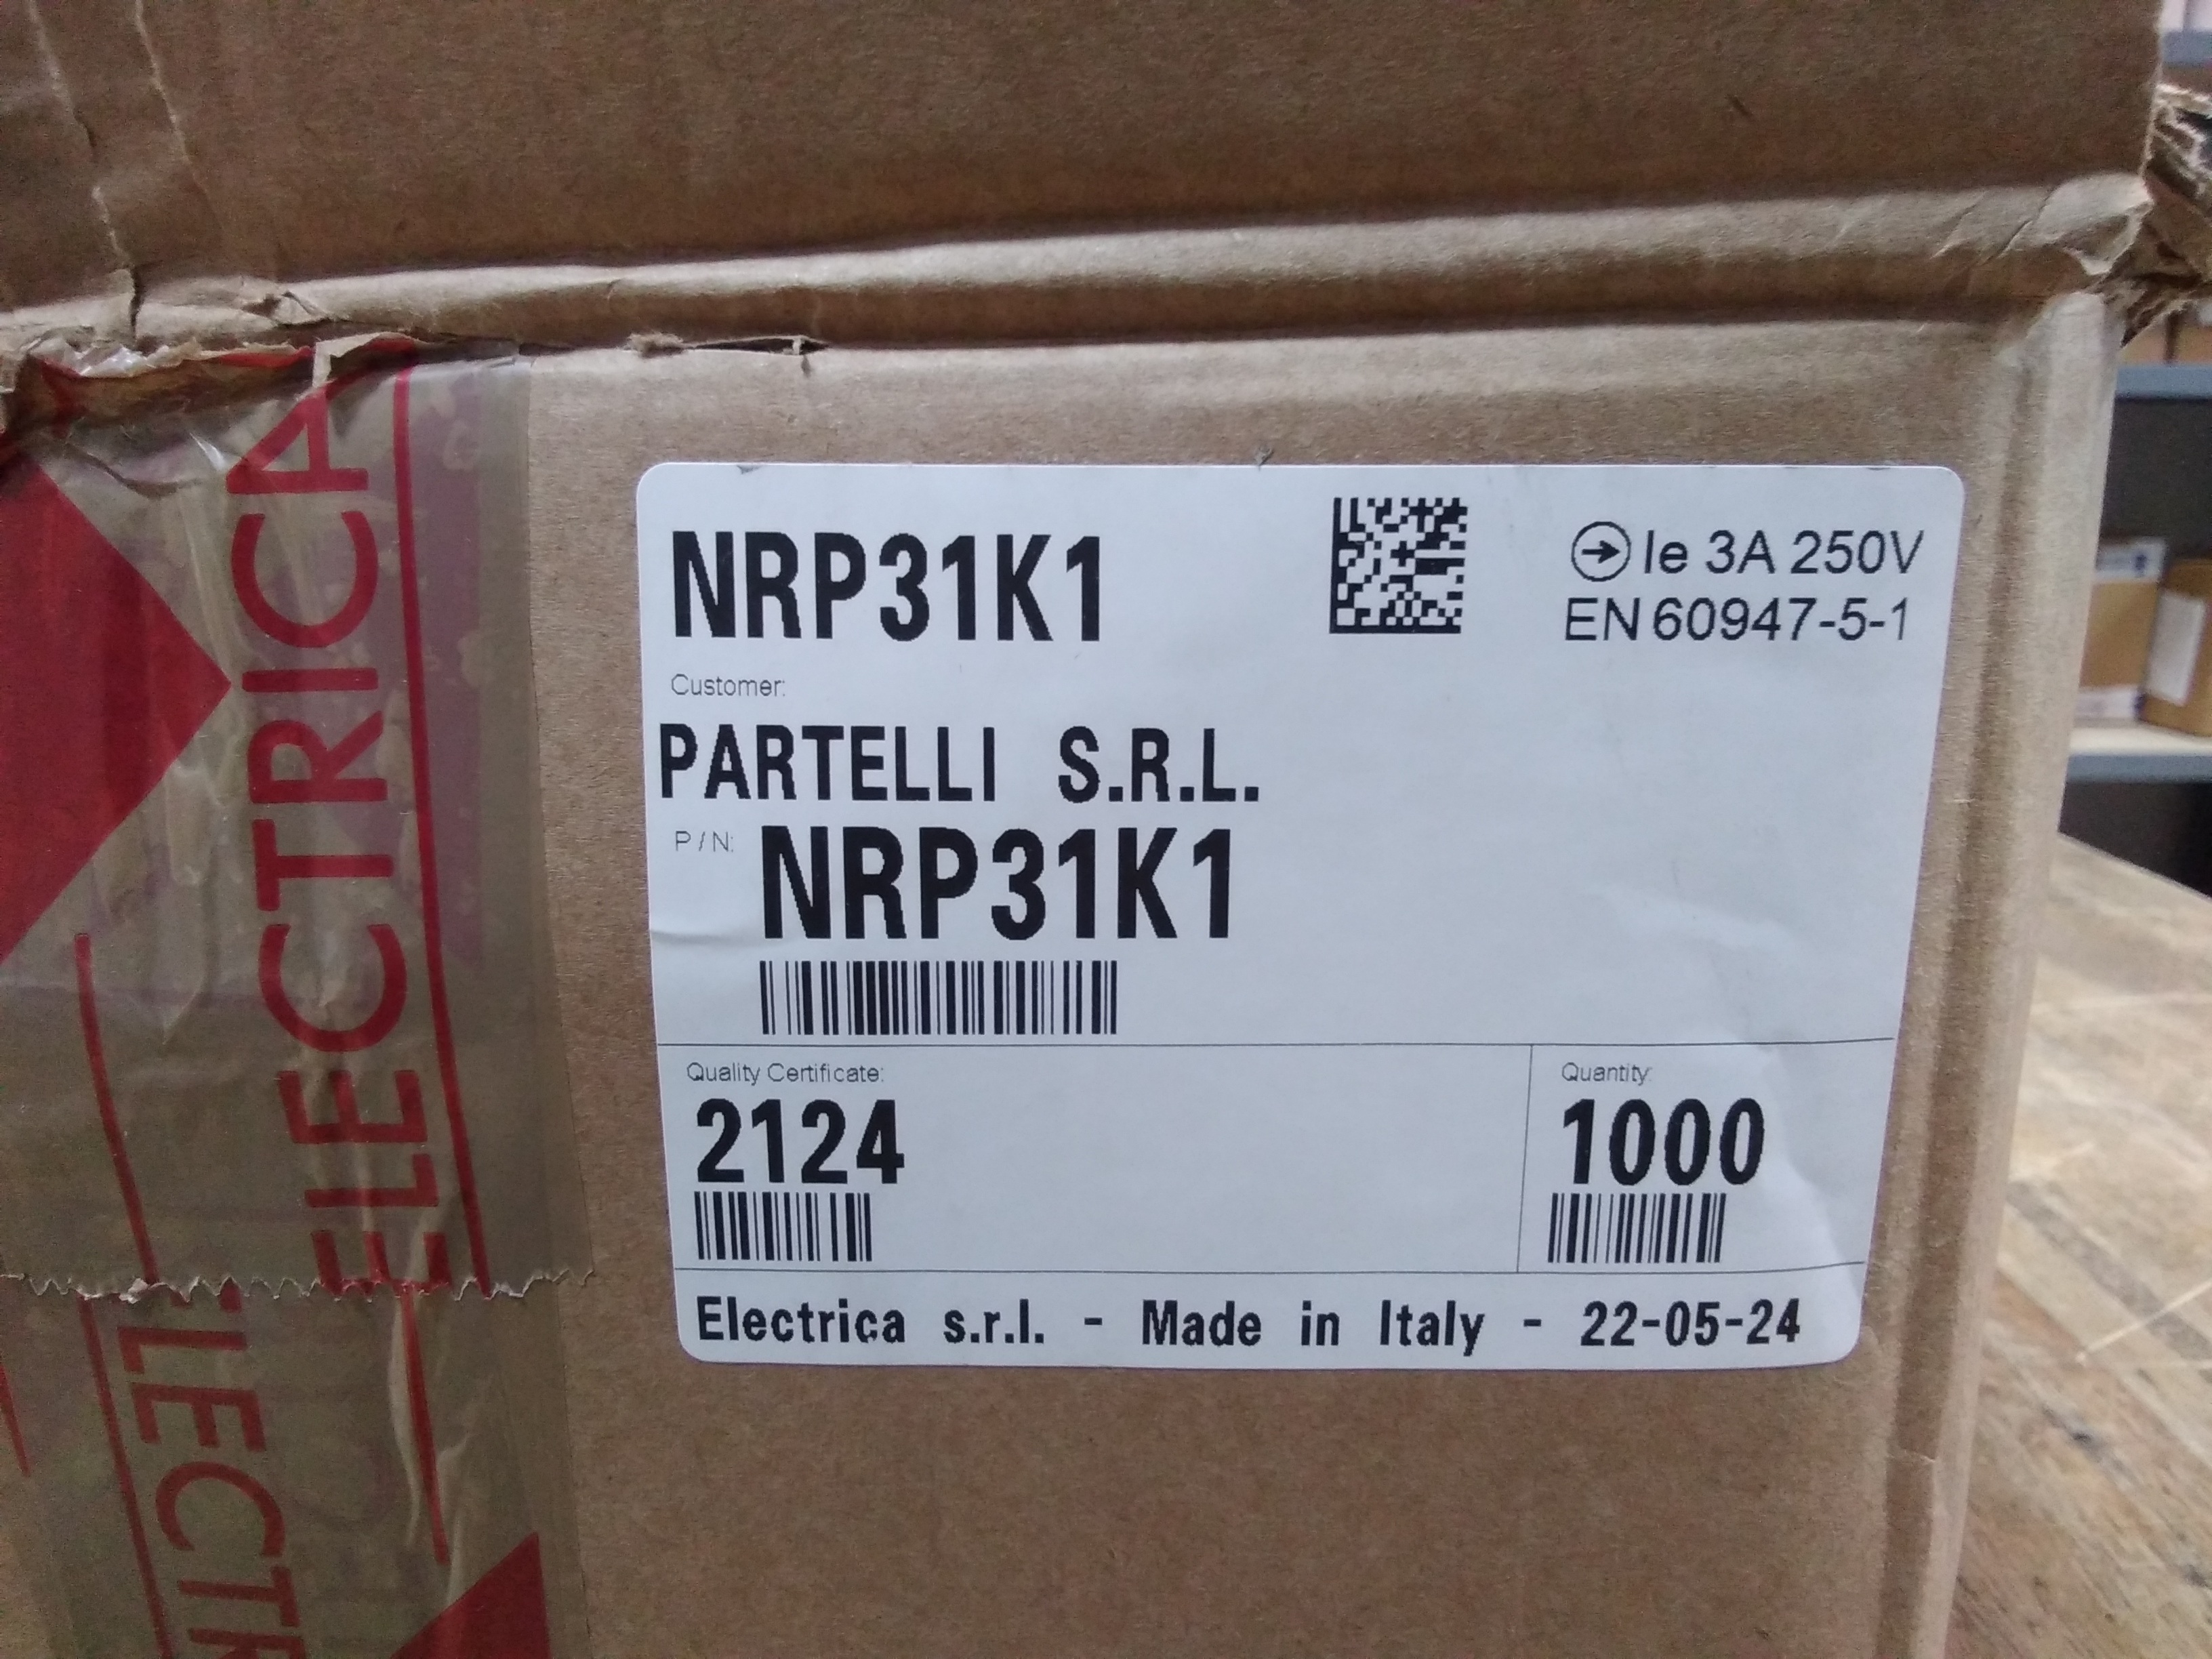 NRP31K1
Ie 3A 250V
EN 60947-5-1
Customer:
PARTELLI S.R.L.
P/N: NRP31K1
Quality Certificate:
2124
Quantity:
1000
Electrica s.r.l. - Made in Italy - 22-05-24
ELECTRICA
ELECTR